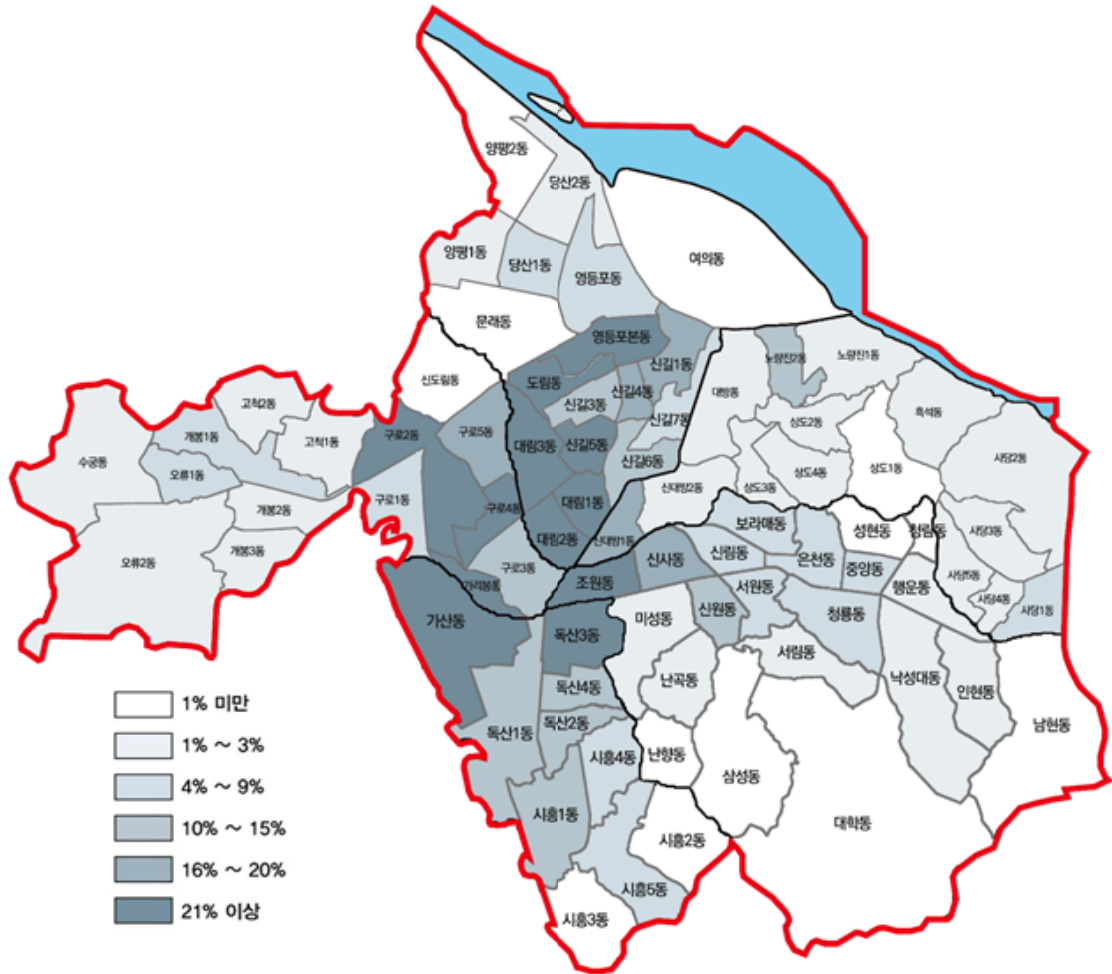 양평2동
당산2동
양평1동
당산1동
영등포동
여의동
문래동
영등포본동
신길1동
노량진2동
노량진1동
신도림동
도림동
신길4동
대방동
신길3동
흑석동
고척2동
신길7동
상도2동
개봉1동
고척1동
구로2동
구로5동
대림3동
신길5동
상도1동
사당2동
수궁동
신길6동
상도4동
오류1동
상도3동
신대방2동
구로1동
구로4동
대림1동
개봉2동
보라매동
성현동
청림동
사당3동
대림2동
신대방1동
개봉3동
신사동
신림동
은천동
오류2동
구로3동
중앙동
사당5동
가리봉동
조원동
서원동
행운동
사당4동
사당1동
가산동
미성동
신원동
청룡동
독산3동
서림동
난곡동
낙성대동
독산4동
인헌동
1% 미만
독산2동
남현동
독산1동
1% ~ 3%
시흥4동
난향동
삼성동
4% ~ 9%
시흥1동
대학동
10% ~ 15%
시흥2동
16% ~ 20%
시흥5동
21% 이상
시흥3동